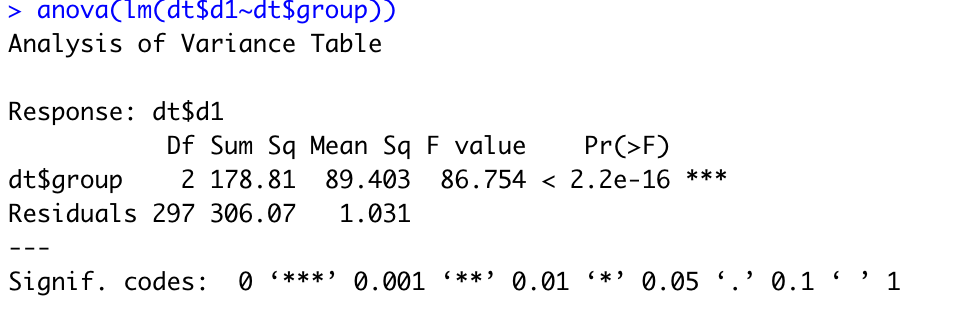 > anova(lm(dt$d1~dt$group))
Analysis of Variance Table
Response: dt$d1
Df Sum Sq Mean Sq F value Pr(>F)
dt$group 2 178.81 89.403 86.754 < 2.2e-16 ***
Residuals 297 306.07 1.031
---
Signif. codes: 0 ‘***’ 0.001 ‘**’ 0.01 ‘*’ 0.05 ‘.’ 0.1 ‘ ’ 1